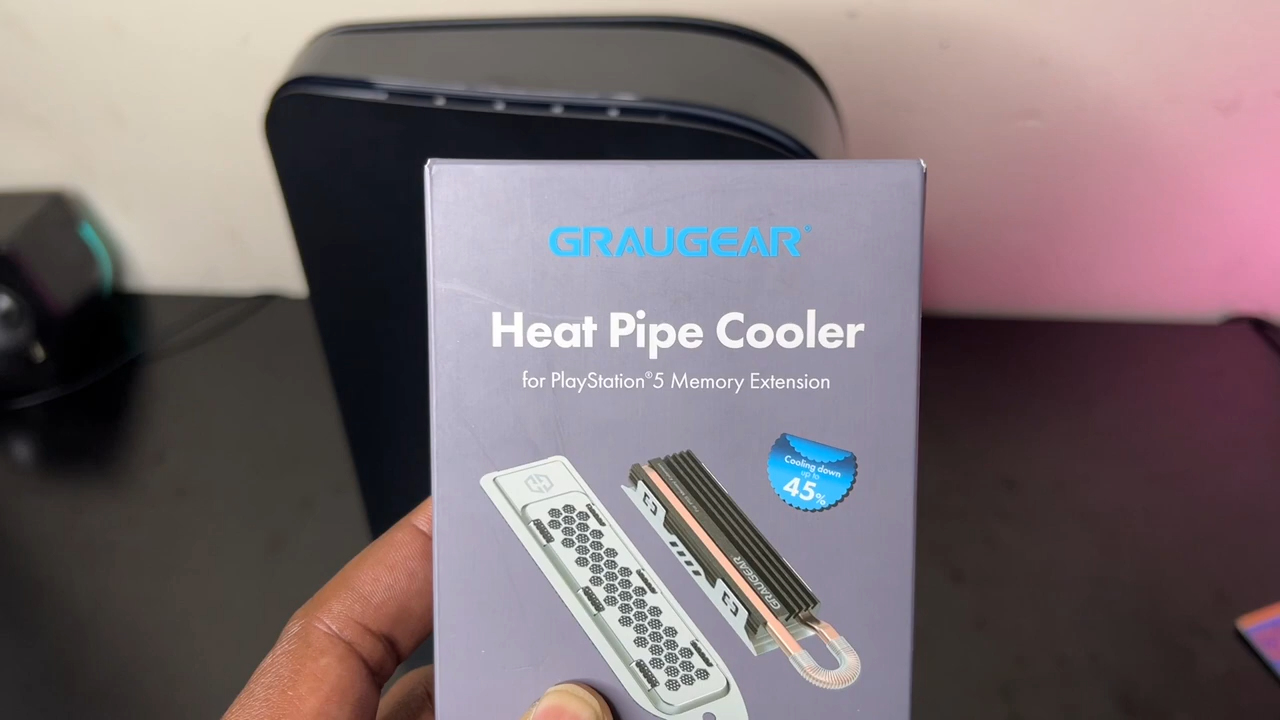 GRAUGEAR®
Heat Pipe Cooler
for PlayStation®5 Memory Extension
Cooling down
up to
45%
GRAUGEAR